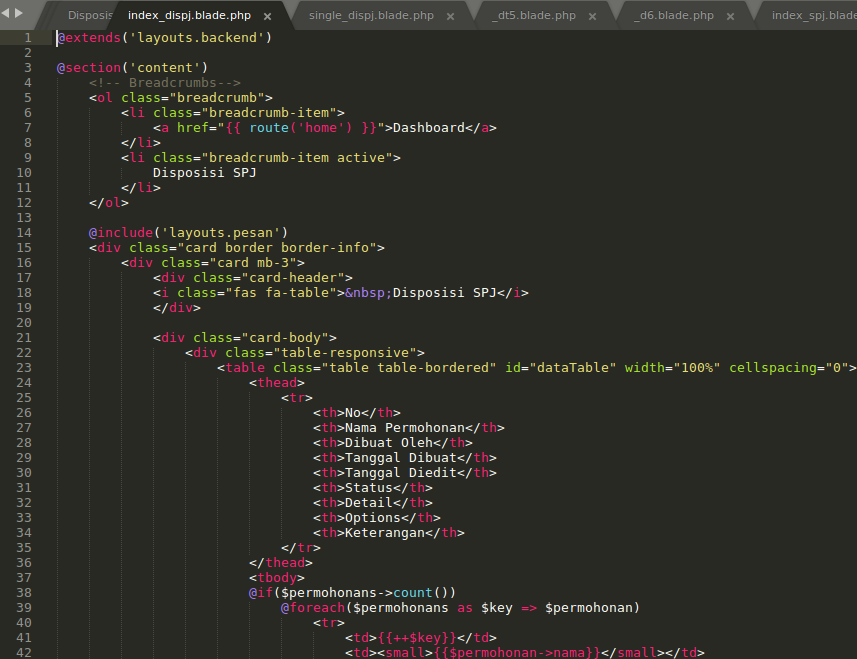 Disposis index_dispj.blade.php × single_dispj.blade.php × _dt5.blade.php × _d6.blade.php × index_spj.blade
1 @extends('layouts.backend')
2
3 @section('content')
4 <!-- Breadcrumbs-->
5 <ol class="breadcrumb">
6 <li class="breadcrumb-item">
7 <a href="{{ route('home') }}">Dashboard</a>
8 </li>
9 <li class="breadcrumb-item active">
10 Disposisi SPJ
11 </li>
12 </ol>
13
14 @include('layouts.pesan')
15 <div class="card border border-info">
16 <div class="card mb-3">
17 <div class="card-header">
18 <i class="fas fa-table">&nbsp;Disposisi SPJ</i>
19 </div>
20
21 <div class="card-body">
22 <div class="table-responsive">
23 <table class="table table-bordered" id="dataTable" width="100%" cellspacing="0">
24 <thead>
25 <tr>
26 <th>No</th>
27 <th>Nama Permohonan</th>
28 <th>Dibuat Oleh</th>
29 <th>Tanggal Dibuat</th>
30 <th>Tanggal Diedit</th>
31 <th>Status</th>
32 <th>Detail</th>
33 <th>Options</th>
34 <th>Keterangan</th>
35 </tr>
36 </thead>
37 <tbody>
38 @if($permohonans->count())
39 @foreach($permohonans as $key => $permohonan)
40 <tr>
41 <td>{{++$key}}</td>
42 <td><small>{{$permohonan->nama}}</small></td>